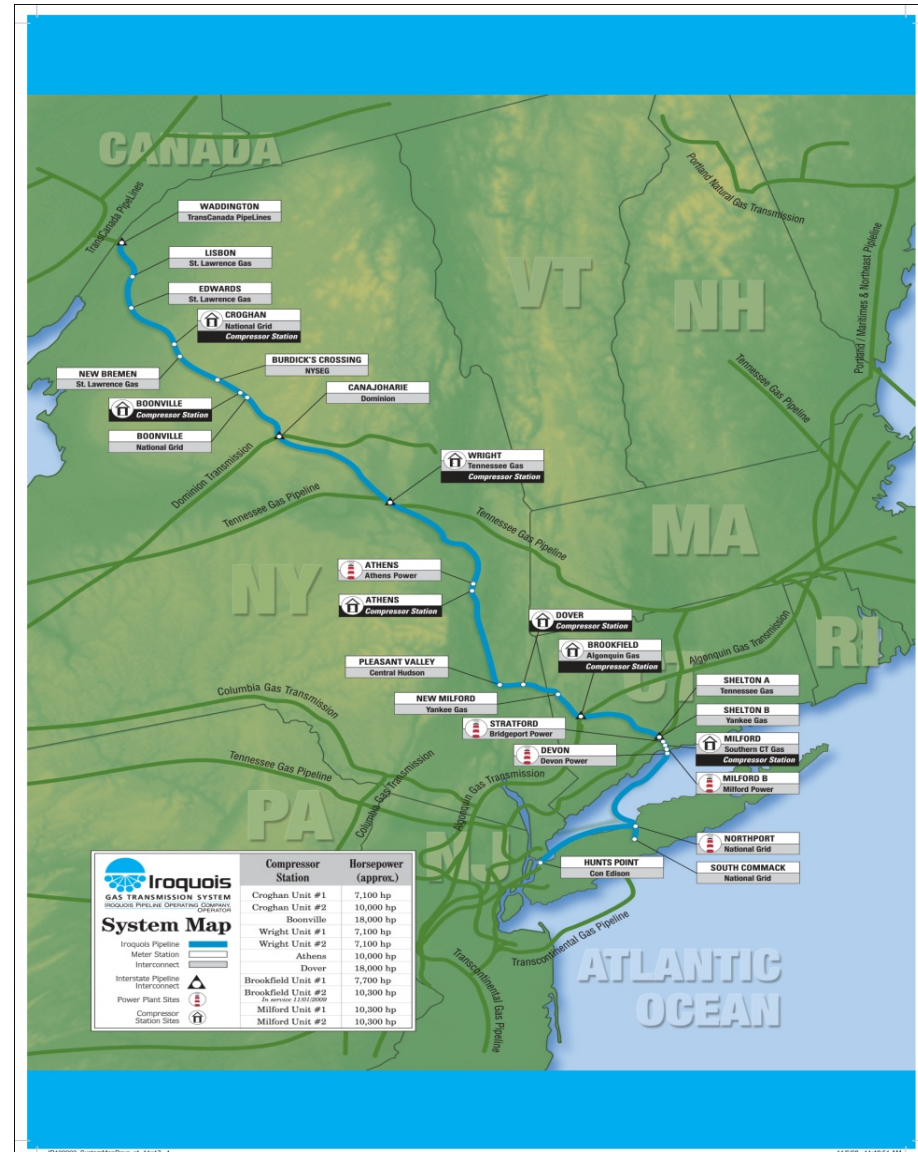 CANADA
TransCanada PipeLines
WADDINGTON
TransCanada PipeLines
LISBON
St. Lawrence Gas
EDWARDS
St. Lawrence Gas
CROGHAN
National Grid
Compressor Station
NEW BREMEN
St. Lawrence Gas
BURDICK'S CROSSING
NYSEG
BOONVILLE
Compressor Station
CANAJOHARIE
Dominion
BOONVILLE
National Grid
Dominion Transmission
Tennessee Gas Pipeline
WRIGHT
Tennessee Gas
Compressor Station
Tennessee Gas Pipeline
VT
NH
Portland Natural Gas Transmission
Portland / Maritimes & Northeast Pipleline
Tennessee Gas Pipeline
MA
NY
ATHENS
Athens Power
ATHENS
Compressor Station
DOVER
Compressor Station
BROOKFIELD
Algonquin Gas
Compressor Station
Algonquin Gas Transmission
RI
CT
PLEASANT VALLEY
Central Hudson
NEW MILFORD
Yankee Gas
SHELTON A
Tennessee Gas
SHELTON B
Yankee Gas
STRATFORD
Bridgeport Power
DEVON
Devon Power
MILFORD
Southern CT Gas
Compressor Station
MILFORD B
Milford Power
NORTHPORT
National Grid
SOUTH COMMACK
National Grid
HUNTS POINT
Con Edison
Columbia Gas Transmission
Tennessee Gas Pipeline
Columbia Gas Transmission
Algonquin Gas Transmission
PA
NJ
Transcontinental Gas Pipeline
Transcontinental Gas Pipeline
ATLANTIC
OCEAN
Iroquois
GAS TRANSMISSION SYSTEM
IROQUOIS PIPELINE OPERATING COMPANY,
OPERATOR
System Map
Iroquois Pipeline
Meter Station
Interconnect
Interstate Pipeline
Interconnect
Power Plant Sites
Compressor
Station Sites
Compressor Station Horsepower (approx.)
Croghan Unit #1 7,100 hp
Croghan Unit #2 10,000 hp
Boonville 18,000 hp
Wright Unit #1 7,100 hp
Wright Unit #2 7,100 hp
Athens 10,000 hp
Dover 18,000 hp
Brookfield Unit #1 7,700 hp
Brookfield Unit #2 10,300 hp
In service 11/01/2009
Milford Unit #1 10,300 hp
Milford Unit #2 10,300 hp